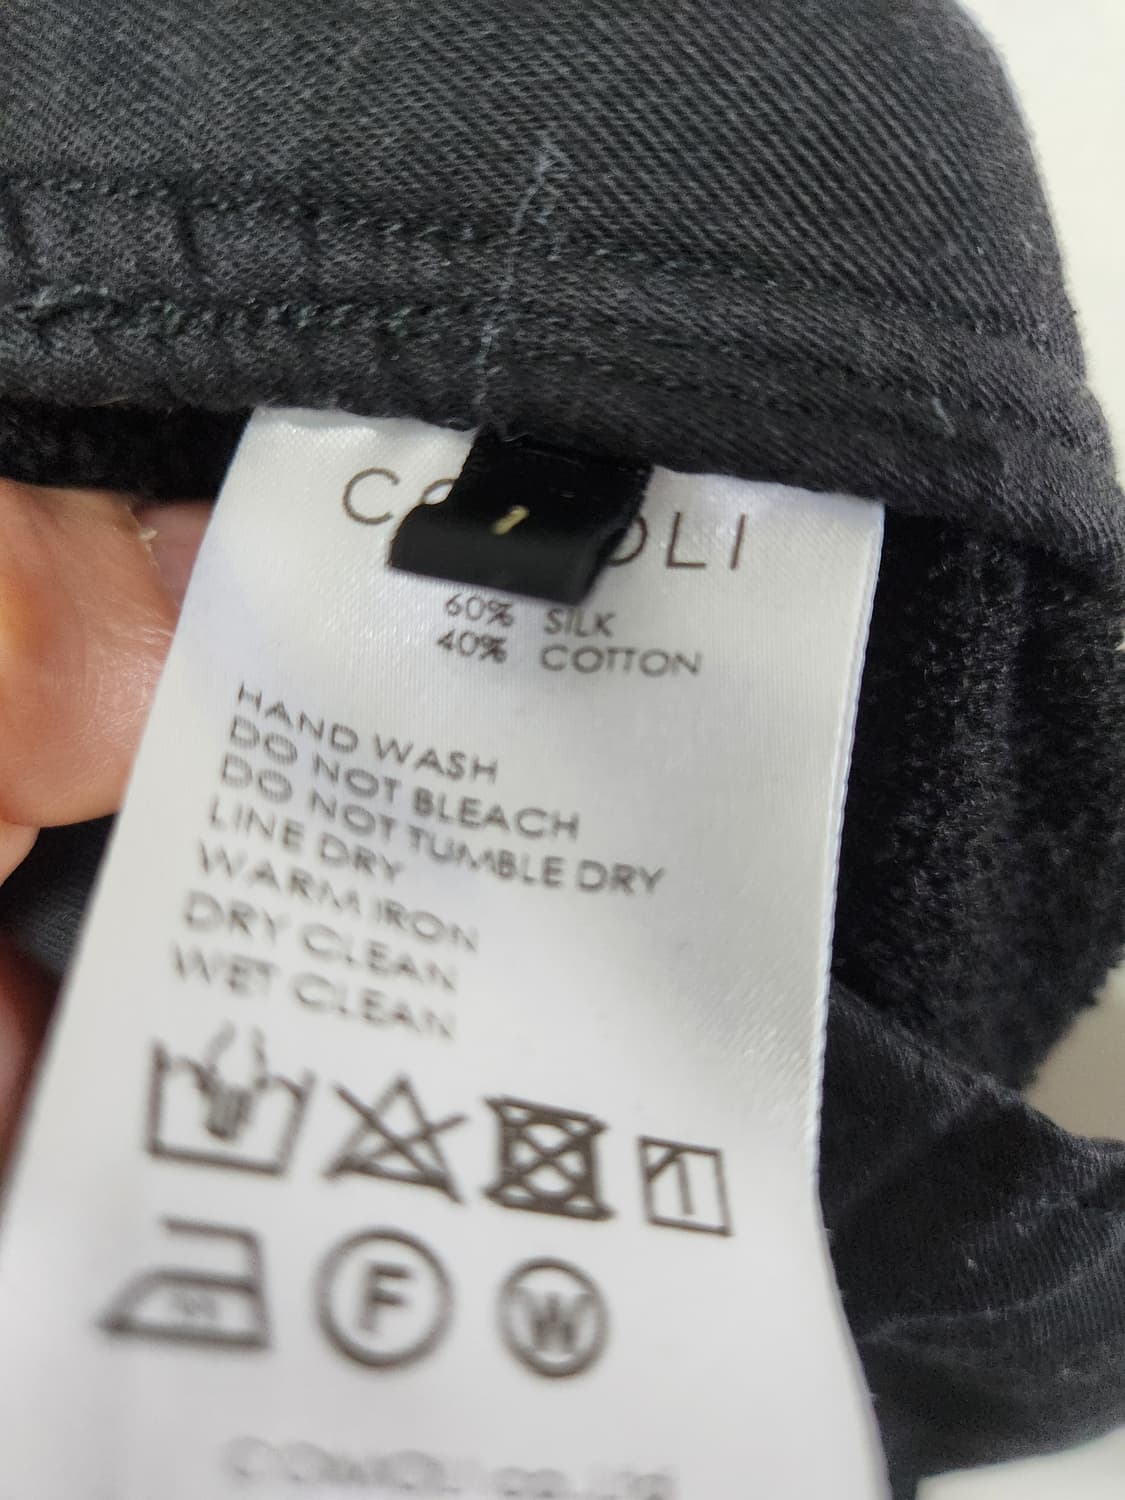 1
60% SILK
40% COTTON
HAND WASH
DO NOT BLEACH
DO NOT TUMBLE DRY
LINE DRY
WARM IRON
DRY CLEAN
WET CLEAN
F
W